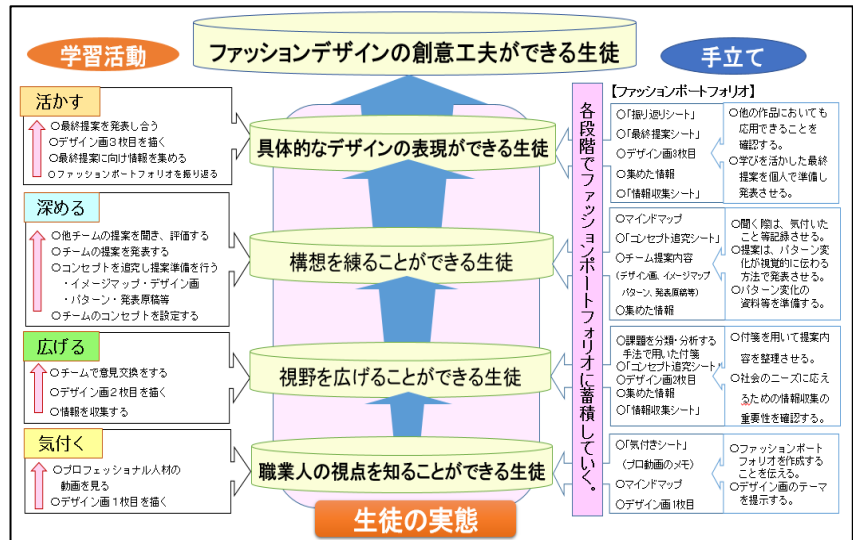 ファッションデザインの創意工夫ができる生徒
学習活動
手立て
活かす
〇最終提案を発表し合う
〇デザイン画3枚目を描く
〇最終提案に向け情報を集める
〇ファッションポートフォリオを振り返る
深める
〇他チームの提案を聞き、評価する
〇チームの提案を発表する
〇コンセプトを追究し提案準備を行う
・イメージマップ・デザイン画
・パターン・発表原稿等
〇チームのコンセプトを設定する
広げる
〇チームで意見交換をする
〇デザイン画2枚目を描く
〇情報を収集する
気付く
〇プロフェッショナル人材の
動画を見る
〇デザイン画1枚目を描く
具体的なデザインの表現ができる生徒
構想を練ることができる生徒
視野を広げることができる生徒
職業人の視点を知ることができる生徒
生徒の実態
各段階でファッションポートフォリオに蓄積していく。
【ファッションポートフォリオ】
〇「振り返りシート」
〇「最終提案シート」
〇デザイン画3枚目
〇集めた情報
〇「情報収集シート」
〇他の作品においても
応用できることを
確認する。
〇学びを活かした最終
提案を個人で準備し
発表させる。
〇マインドマップ
〇「コンセプト追究シート」
〇チーム提案内容
(デザイン画、イメージマップ
パターン、発表原稿等)
〇集めた情報
〇聞く際は、気付いた
こと等記録させる。
〇提案は、パターン変
化が視覚的に伝わる
方法で発表させる。
〇パターン変化の
資料等を準備する。
〇課題を分類・分析する
手法で用いた付箋
〇「コンセプト追究シート」
〇デザイン画2枚目
〇集めた情報
〇「情報収集シート」
〇付箋を用いて提案内
容を整理させる。
〇社会のニーズに応え
るための情報収集の
重要性を確認する。
〇「気付きシート」
(プロ動画のメモ)
〇マインドマップ
〇デザイン画1枚目
〇ファッションポート
フォリオを作成する
ことを伝える。
〇デザイン画のテーマ
を提示する。